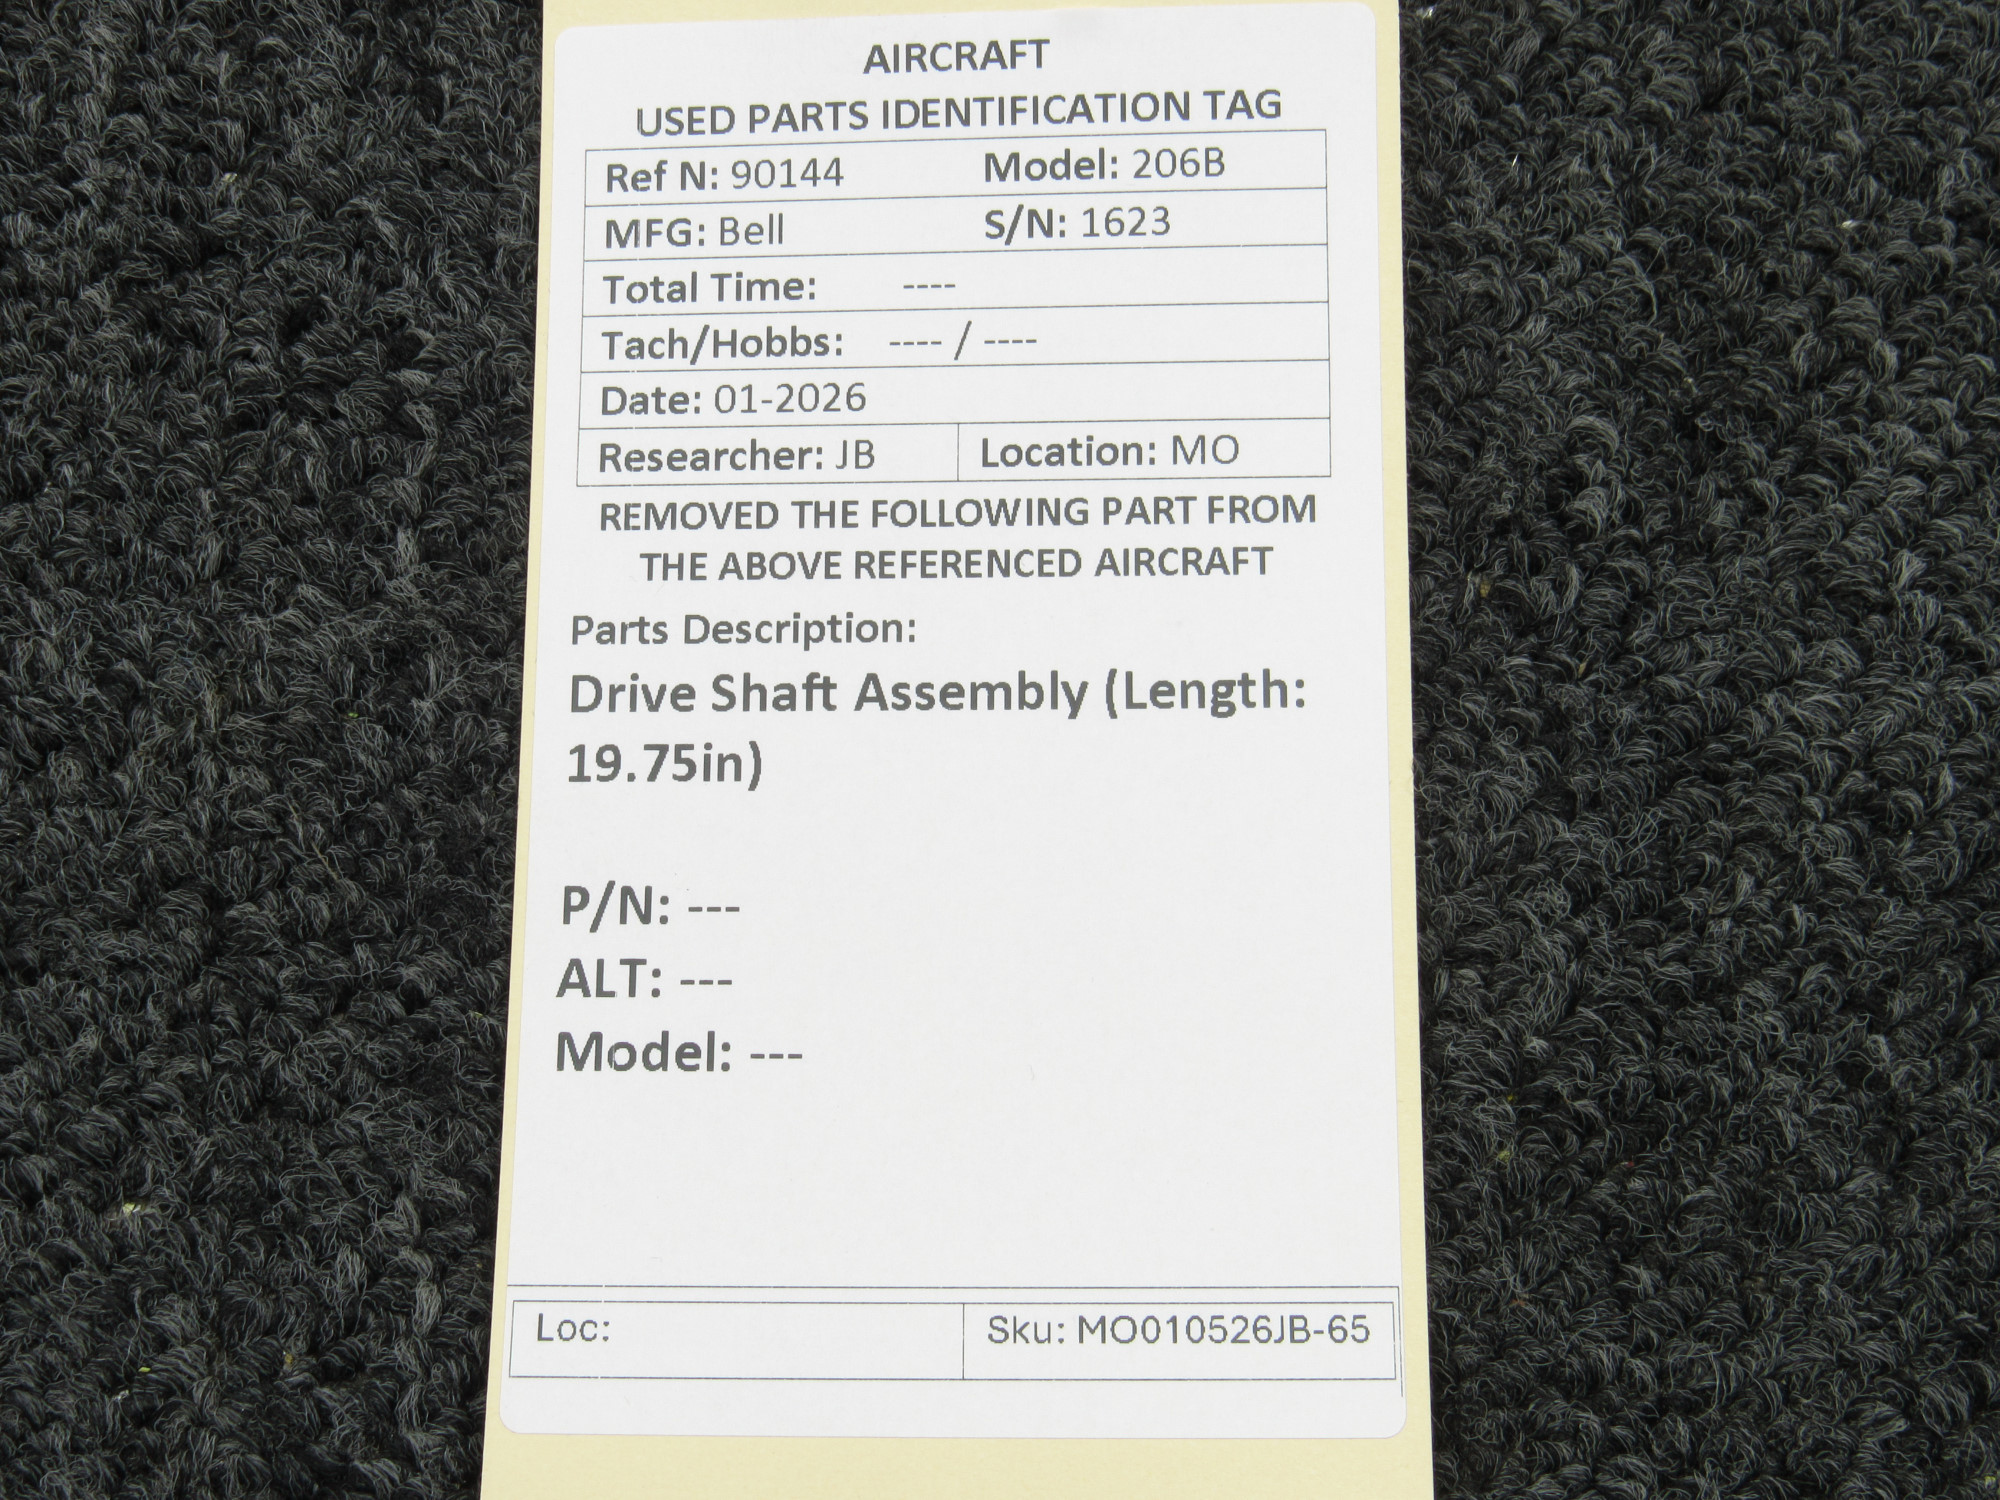 AIRCRAFT
USED PARTS IDENTIFICATION TAG
Ref N: 90144 Model: 206B
MFG: Bell S/N: 1623
Total Time: ----
Tach/Hobbs: ---- / ----
Date: 01-2026
Researcher: JB Location: MO
REMOVED THE FOLLOWING PART FROM
THE ABOVE REFERENCED AIRCRAFT
Parts Description:
Drive Shaft Assembly (Length:
19.75in)
P/N: ---
ALT: ---
Model: ---
Loc: Sku: MO010526JB-65